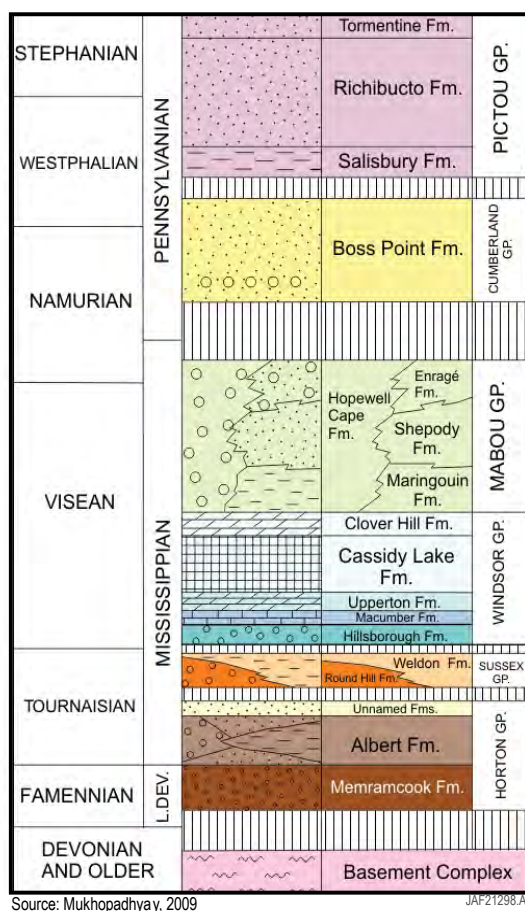 STEPHANIAN
WESTPHALIAN
NAMURIAN
VISEAN
TOURNAISIAN
FAMENNIAN
DEVONIAN
AND OLDER
PENNSYLVANIAN
MISSISSIPPIAN
L.DEV.
Tormentine Fm.
Richibucto Fm.
Salisbury Fm.
Boss Point Fm.
Hopewell
Cape
Fm.
Enragé
Fm.
Shepody
Fm.
Maringouin
Fm.
Clover Hill Fm.
Cassidy Lake
Fm.
Upperton Fm.
Macumber Fm.
Hillsborough Fm.
Weldon Fm.
Round Hill Fm.
Unnamed Fms.
Albert Fm.
Memramcook Fm.
Basement Complex
PICTOU GP.
CUMBERLAND
GP.
MABOU GP.
WINDSOR GP.
SUSSEX
GP.
HORTON GP.
Source: Mukhopadhyay, 2009
JAF21298.A